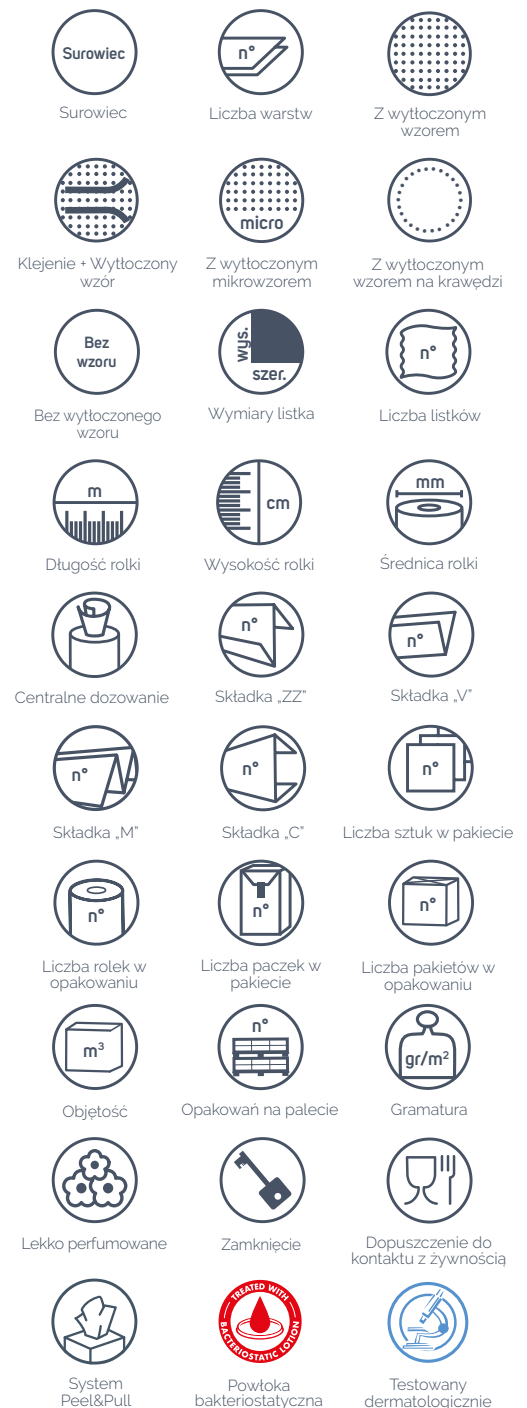 Surowiec
n°
Surowiec
Liczba warstw
Z wytłoczonym
wzorem
micro
Klejenie + Wytłoczony
wzór
Z wytłoczonym
mikrowzorem
Z wytłoczonym
wzorem na krawędzi
Bez
wzoru
wys.
szer.
n°
Bez wytłoczonego
wzoru
Wymiary listka
Liczba listków
m
cm
mm
Długość rolki
Wysokość rolki
Średnica rolki
n°
n°
Centralne dozowanie
Składka „ZZ”
Składka „V”
n°
n°
n°
Składka „M”
Składka „C”
Liczba sztuk w pakiecie
n°
n°
n°
Liczba rolek w
opakowaniu
Liczba paczek w
pakiecie
Liczba pakietów w
opakowaniu
m³
n°
gr/m²
Objętość
Opakowań na palecie
Gramatura
Lekko perfumowane
Zamknięcie
Dopuszczenie do
kontaktu z żywnością
TREATED WITH
BACTERIOSTATIC LOTION
System
Peel&Pull
Powłoka
bakteriostatyczna
Testowany
dermatologicznie